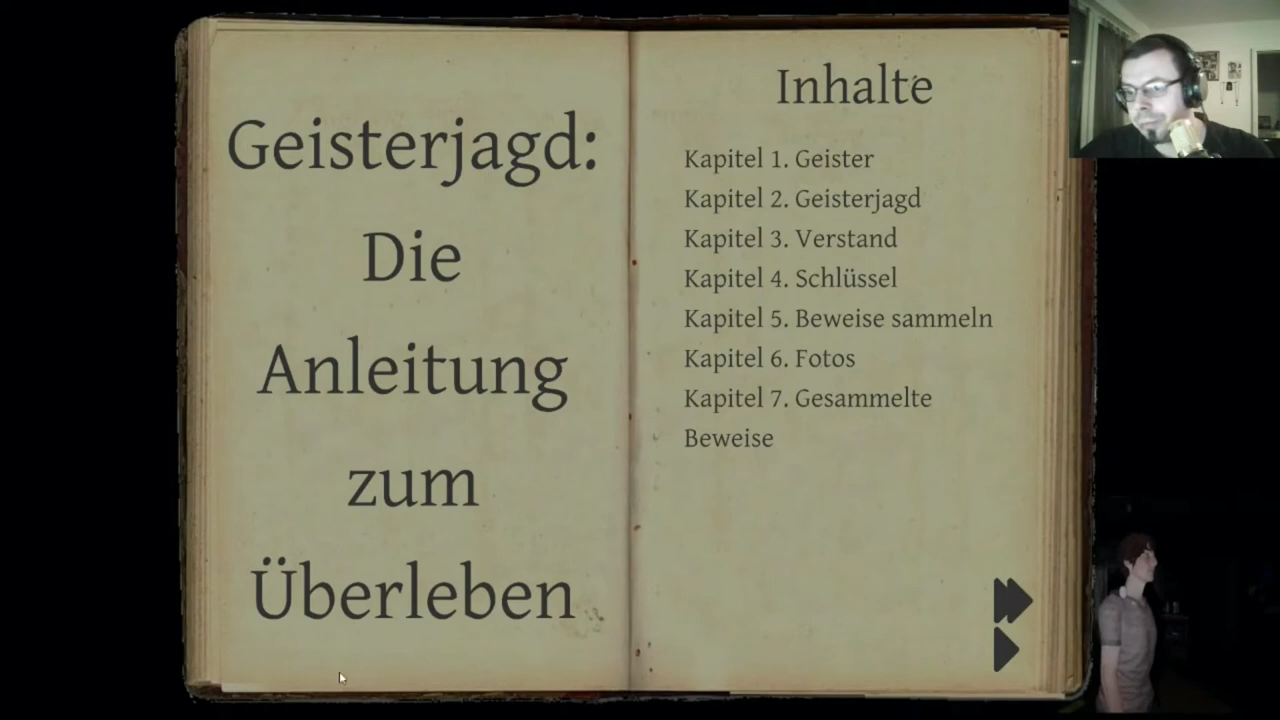 Geisterjagd:
Die
Anleitung
zum
Überleben
Inhalte
Kapitel 1. Geister
Kapitel 2. Geisterjagd
Kapitel 3. Verstand
Kapitel 4. Schlüssel
Kapitel 5. Beweise sammeln
Kapitel 6. Fotos
Kapitel 7. Gesammelte
Beweise